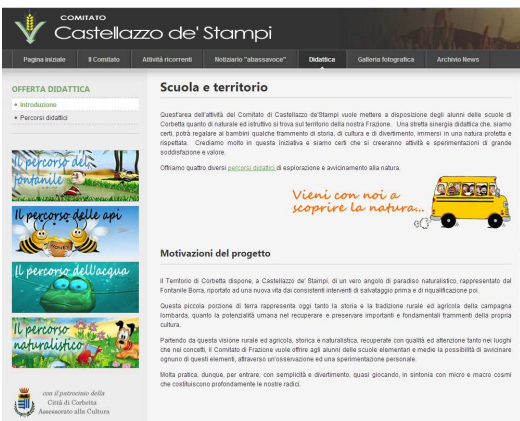 COMITATO
Castellazzo de' Stampi
Pagina iniziale Il Comitato Attività ricorrenti Notiziario "abassavoce" Didattica Galleria fotografica Archivio News
OFFERTA DIDATTICA
Introduzione
Percorsi didattici
Il percorso del
fontanile
Il percorso delle api
HONEY
Il percorso dell'acqua
Il percorso
naturalistico
con il patrocinio della
Città di Corbetta
Assessorato alla Cultura
Scuola e territorio
Quest'area dell'attività del Comitato di Castellazzo de'Stampi vuole mettere a disposizione degli alunni delle scuole di
Corbetta quanto di naturale ed istruttivo si trova sul territorio della nostra Frazione. Una stretta sinergia didattica che, siamo
certi, potrà regalare ai bambini qualche frammento di storia, di cultura e di divertimento, immersi in una natura protetta e
rispettata. Crediamo molto in questa iniziativa e siamo certi che si creeranno attività e sperimentazioni di grande
soddisfazione e valore.
Offriamo quattro diversi percorsi didattici di esplorazione e avvicinamento alla natura.
Vieni con noi a
scoprire la natura...
Motivazioni del progetto
Il Territorio di Corbetta dispone, a Castellazzo de' Stampi, di un vero angolo di paradiso naturalistico, rappresentato dal
Fontanile Borra, riportato ad una nuova vita dai consistenti interventi di salvataggio prima e di riqualificazione poi.
Questa piccola porzione di terra rappresenta oggi tanto la storia e la tradizione rurale ed agricola della campagna
lombarda, quanto la potenzialità umana nel recuperare e preservare importanti e fondamentali frammenti della propria
cultura.
Partendo da questa visione rurale ed agricola, storica e naturalistica, recuperate con qualità ed attenzione tanto nei luoghi
che nei concetti, il Comitato di Frazione vuole offrire agli alunni delle scuole elementari e medie la possibilità di avvicinare
ognuno di questi elementi, attraverso un'osservazione ed una sperimentazione personale.
Molta pratica, dunque, per entrare, con semplicità e divertimento, quasi giocando, in sintonia con micro e macro cosmi
che costituiscono profondamente le nostre radici.